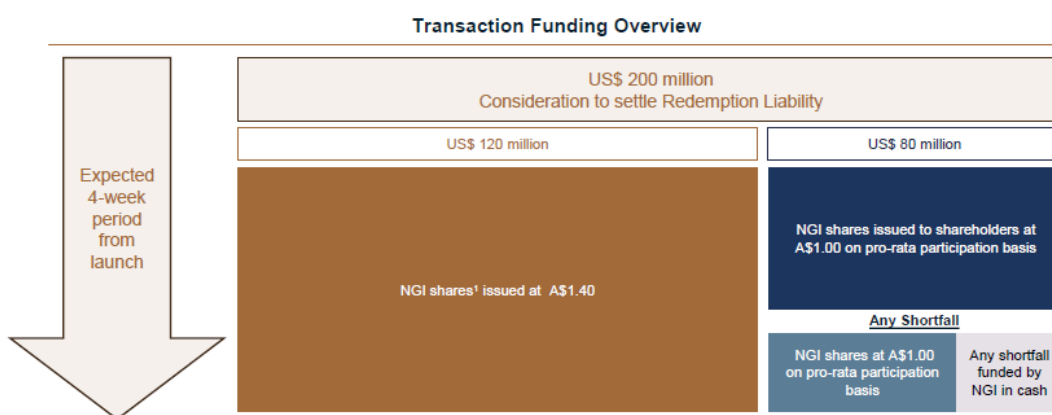 Transaction Funding Overview
US$ 200 million
Consideration to settle Redemption Liability
US$ 120 million
US$ 80 million
Expected
4-week
period
from
launch
NGI shares¹ issued at A$1.40
NGI shares issued to shareholders at
A$1.00 on pro-rata participation basis
Any Shortfall
NGI shares at A$1.00
on pro-rata participation
basis
Any shortfall
funded by
NGI in cash